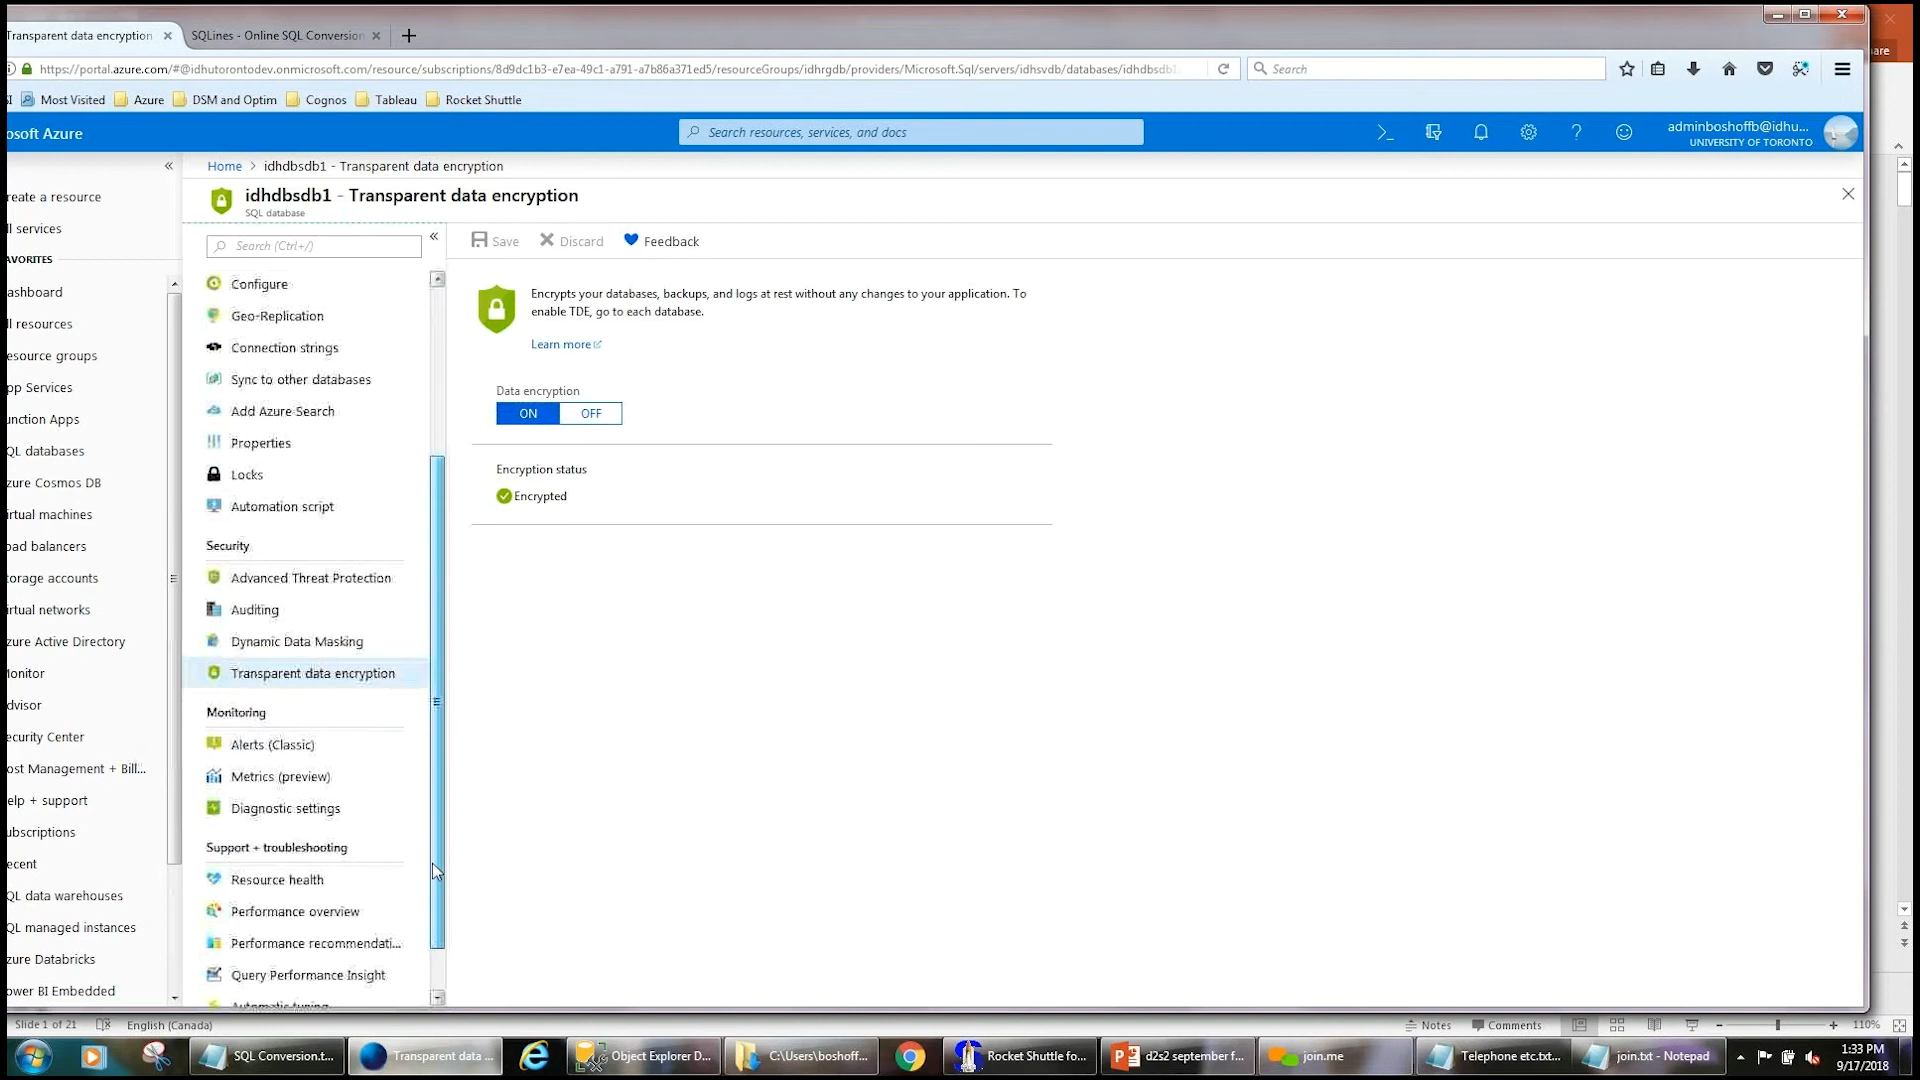 Transparent data encryption
SQLines - Online SQL Conversion
https://portal.azure.com/#@idhutorontodev.onmicrosoft.com/resource/subscriptions/8d9dc1b3-e7ea-49c1-a791-a7b86a371ed5/resourceGroups/idhrgdb/providers/Microsoft.Sql/servers/idhsvdb/databases/idhdbsdb1
Search
Most Visited
Azure
DSM and Optim
Cognos
Tableau
Rocket Shuttle
osoft Azure
Search resources, services, and docs
adminboshoffb@idhu...
UNIVERSITY OF TORONTO
Home > idhdbsdb1 - Transparent data encryption
idhdbsdb1 - Transparent data encryption
SQL database
reate a resource
ll services
AVORITES
ashboard
ll resources
esource groups
pp Services
unction Apps
QL databases
zure Cosmos DB
irtual machines
oad balancers
torage accounts
irtual networks
zure Active Directory
Monitor
dvisor
ecurity Center
ost Management + Bill...
elp + support
ubscriptions
ecent
QL data warehouses
QL managed instances
zure Databricks
ower BI Embedded
Search (Ctrl+/)
Configure
Geo-Replication
Connection strings
Sync to other databases
Add Azure Search
Properties
Locks
Automation script
Security
Advanced Threat Protection
Auditing
Dynamic Data Masking
Transparent data encryption
Monitoring
Alerts (Classic)
Metrics (preview)
Diagnostic settings
Support + troubleshooting
Resource health
Performance overview
Performance recommendati...
Query Performance Insight
Automatic tuning
Save
Discard
Feedback
Encrypts your databases, backups, and logs at rest without any changes to your application. To
enable TDE, go to each database.
Learn more
Data encryption
ON
OFF
Encryption status
Encrypted
are
Slide 1 of 21
English (Canada)
Notes
Comments
110%
SQL Conversion.t...
Transparent data ...
Object Explorer D...
C:\Users\boshoff...
Rocket Shuttle fo...
d2s2 september f...
join.me
Telephone etc.txt...
join.txt - Notepad
1:33 PM
9/17/2018